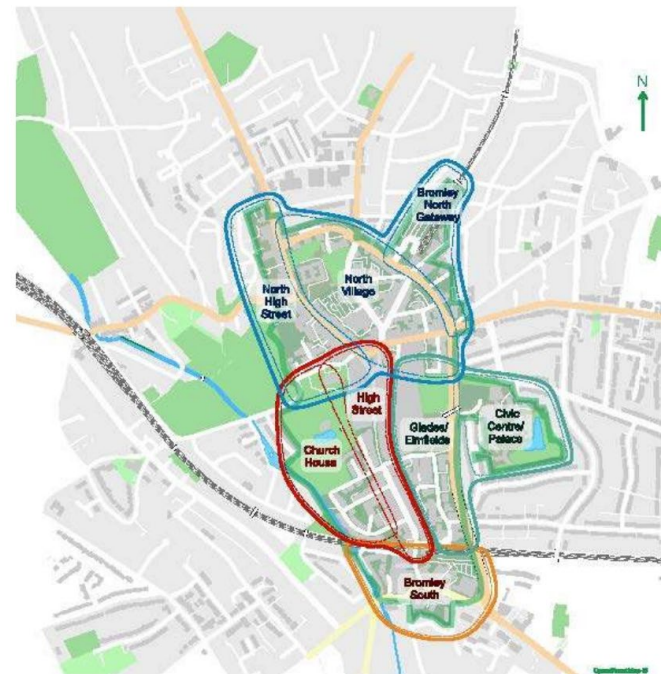 N
Bromley
North
Gateway
North
Village
North
High
Street
High
Street
Glades/
Elmfields
Civic
Centre/
Palace
Church
House
Bromley
South